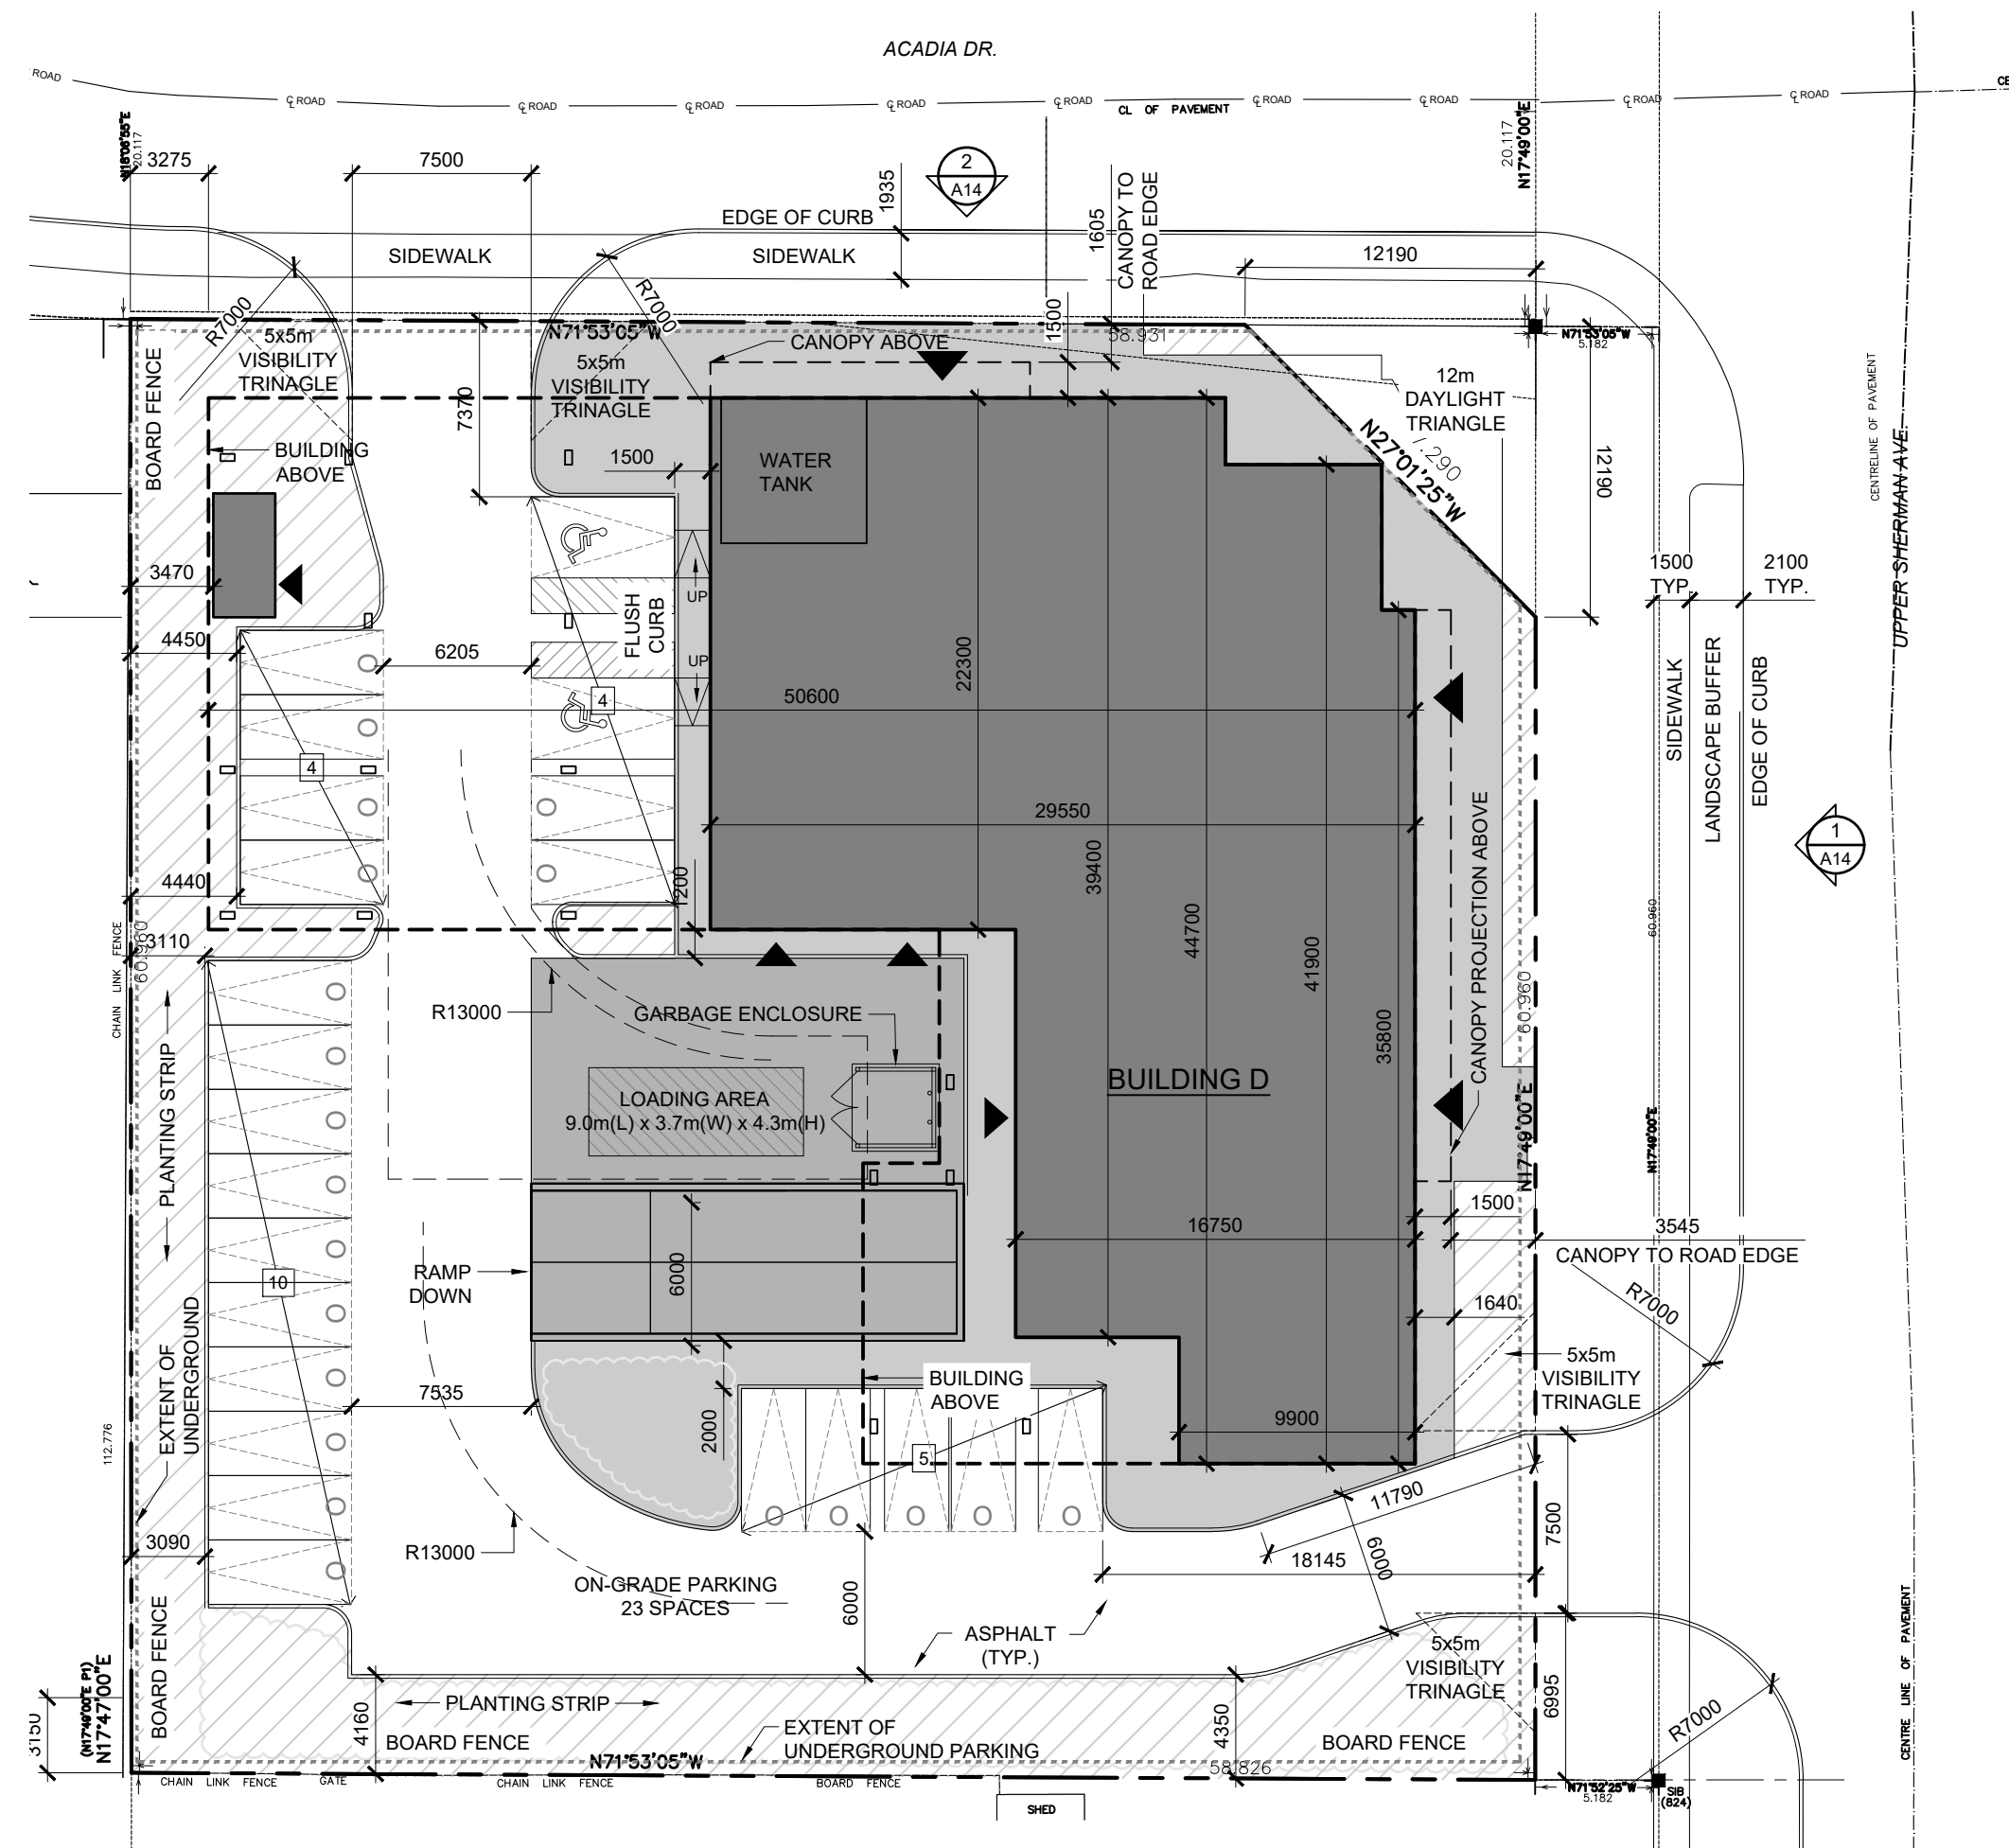 ACADIA DR.
ROAD
℄ ROAD
℄ ROAD
℄ ROAD
℄ ROAD
℄ ROAD
℄ ROAD
℄ ROAD
℄ ROAD
℄ ROAD
CL OF PAVEMENT
N18°06'55"E
20.117
3275
7500
2
A14
1935
EDGE OF CURB
SIDEWALK
SIDEWALK
1605
CANOPY TO
ROAD EDGE
20.117
N17°49'00"E
12190
R7000
R7000
1500
N71°53'05"W
58.931
N71°53'05"W
5.182
5x5m
VISIBILITY
TRINAGLE
5x5m
VISIBILITY
TRINAGLE
CANOPY ABOVE
12m
DAYLIGHT
TRIANGLE
BOARD FENCE
7370
BUILDING
ABOVE
1500
WATER
TANK
N27°01'25"W
.290
12190
CENTRELINE OF PAVEMENT
UPPER SHERMAN AVE.
3470
UP
FLUSH
CURB
UP
1500
TYP.
2100
TYP.
4450
6205
4
22300
50600
SIDEWALK
LANDSCAPE BUFFER
EDGE OF CURB
4
29550
1
A14
4440
1200
39400
44700
41900
35800
CANOPY PROJECTION ABOVE
60.960
60.960
CHAIN LINK FENCE
60.960
3110
R13000
GARBAGE ENCLOSURE
PLANTING STRIP
LOADING AREA
9.0m(L) x 3.7m(W) x 4.3m(H)
BUILDING D
N17°49'00"E
N17°49'00"E
1500
3545
CANOPY TO ROAD EDGE
16750
10
RAMP
DOWN
6000
1640
R7000
EXTENT OF
UNDERGROUND
5x5m
VISIBILITY
TRINAGLE
7535
BUILDING
ABOVE
2000
9900
112.776
5
11790
7500
3090
R13000
18145
6000
ON-GRADE PARKING
23 SPACES
6000
ASPHALT
(TYP.)
BOARD FENCE
5x5m
VISIBILITY
TRINAGLE
6995
R7000
CENTRE LINE OF PAVEMENT
(N17°49'00"E P1)
N17°47'00"E
3150
4160
PLANTING STRIP
BOARD FENCE
EXTENT OF
UNDERGROUND PARKING
4350
BOARD FENCE
N71°53'05"W
58.826
CHAIN LINK FENCE
GATE
CHAIN LINK FENCE
BOARD FENCE
SHED
N71°52'25"W
5.182
SIB
(824)